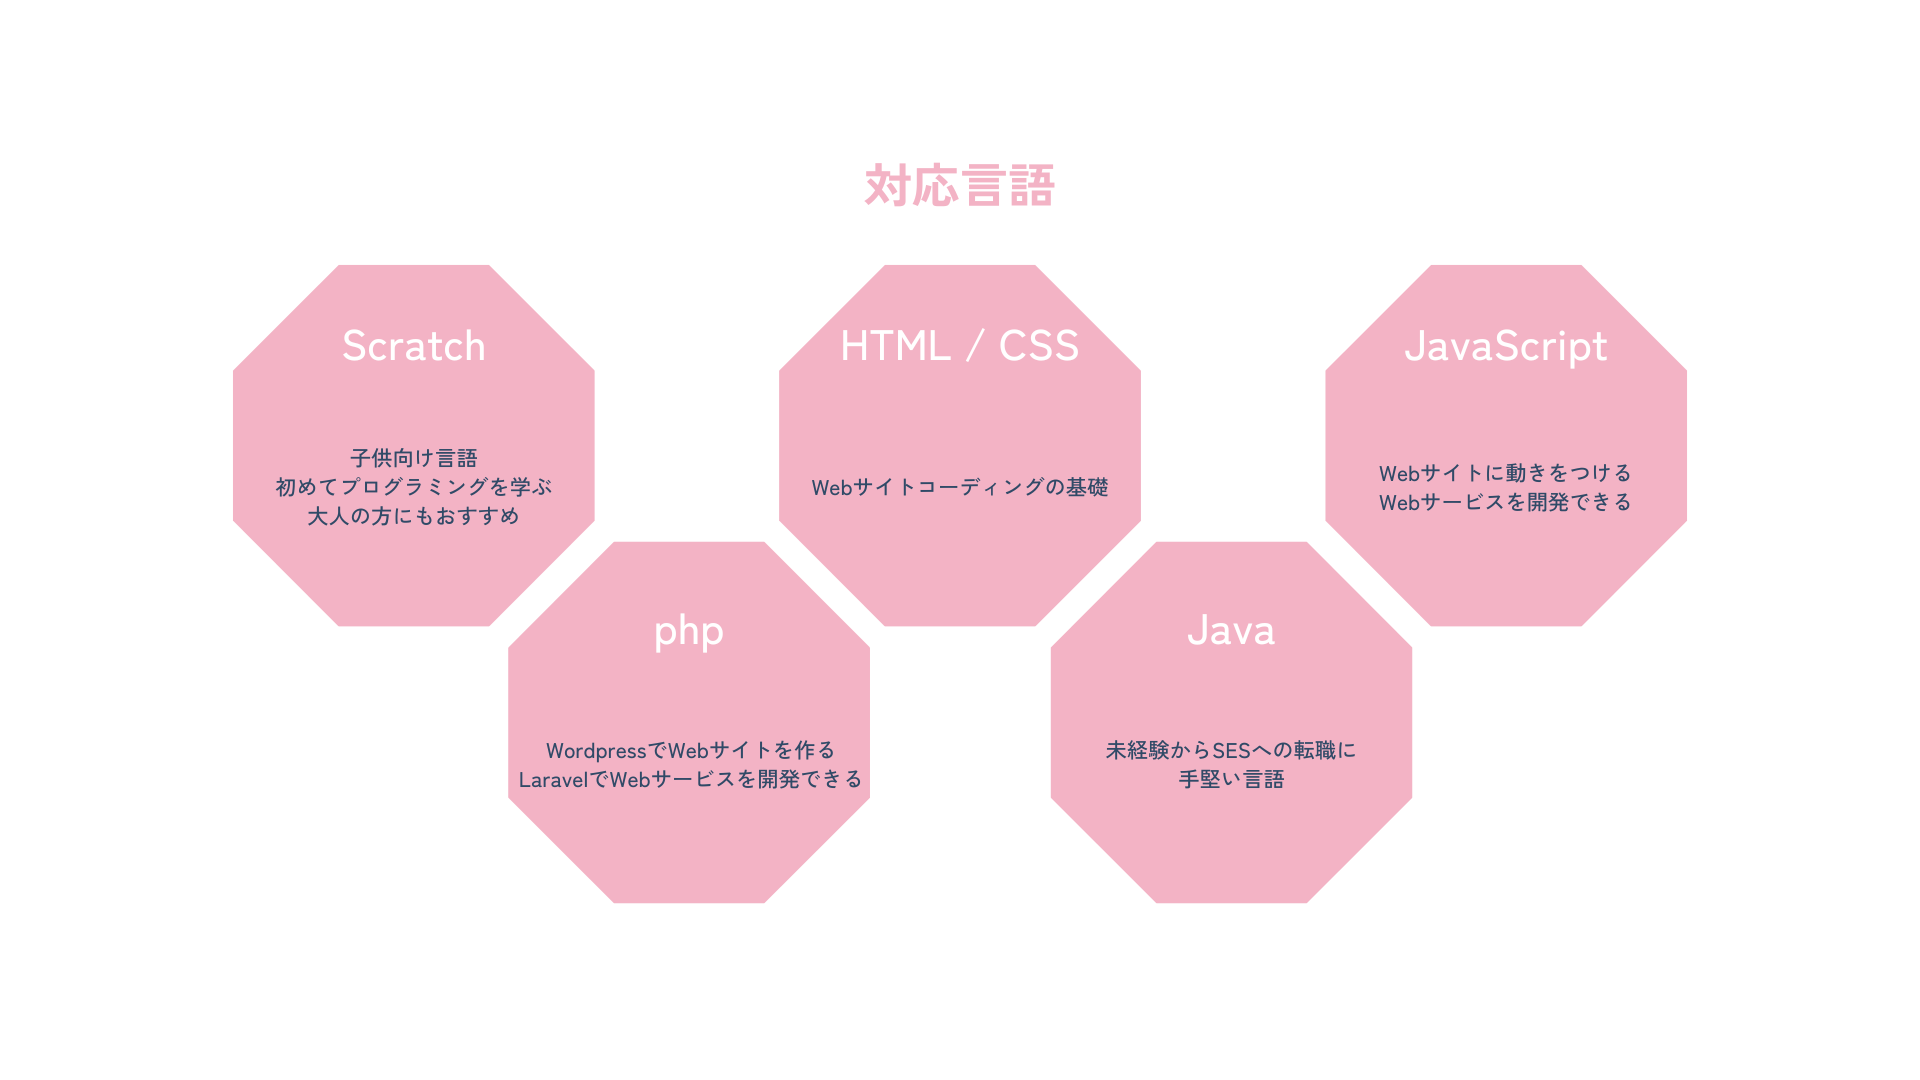 対応言語
Scratch
子供向け言語
初めてプログラミングを学ぶ
大人の方にもおすすめ
HTML / CSS
Webサイトコーディングの基礎
JavaScript
Webサイトに動きをつける
Webサービスを開発できる
php
WordpressでWebサイトを作る
LaravelでWebサービスを開発できる
Java
未経験からSESへの転職に
手堅い言語